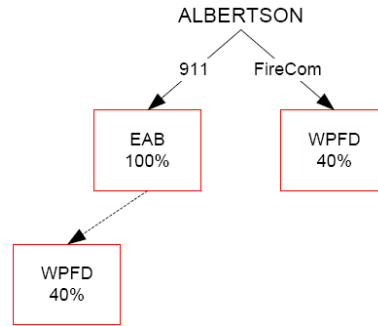 ALBERTSON
911
FireCom
EAB
100%
WPFD
40%
WPFD
40%